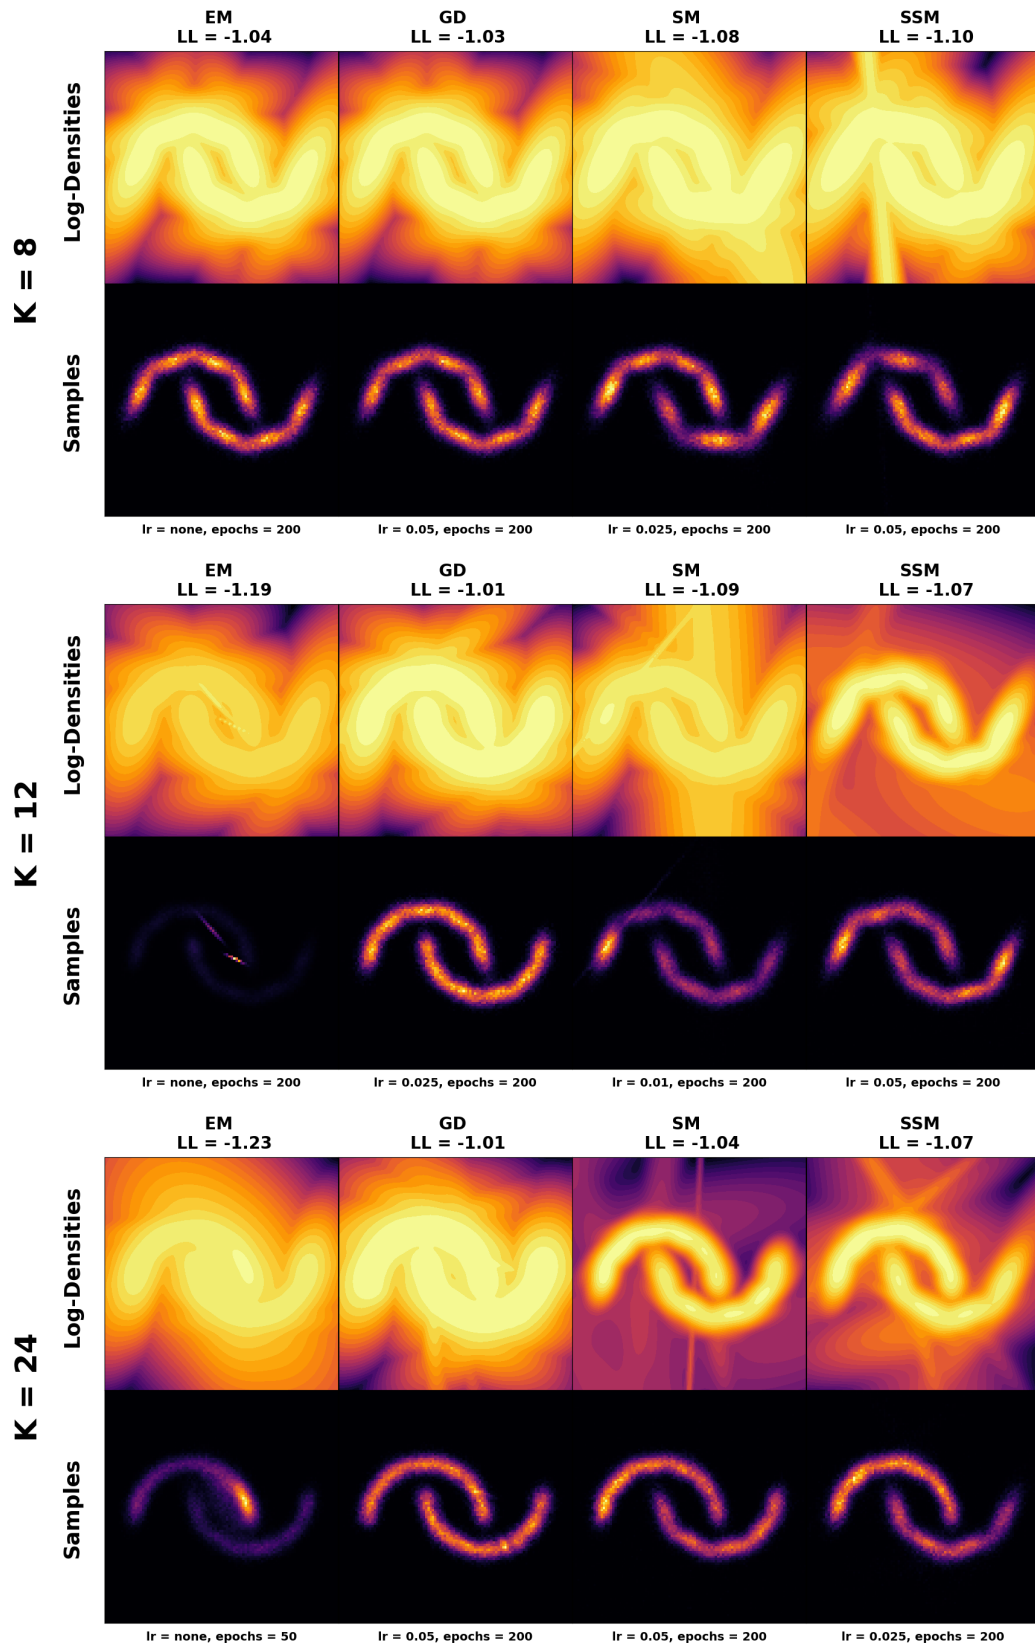 EM
LL = -1.04
GD
LL = -1.03
SM
LL = -1.08
SSM
LL = -1.10
K = 8
Log-Densities
Samples
lr = none, epochs = 200
lr = 0.05, epochs = 200
lr = 0.025, epochs = 200
lr = 0.05, epochs = 200
EM
LL = -1.19
GD
LL = -1.01
SM
LL = -1.09
SSM
LL = -1.07
K = 12
Log-Densities
Samples
lr = none, epochs = 200
lr = 0.025, epochs = 200
lr = 0.01, epochs = 200
lr = 0.05, epochs = 200
EM
LL = -1.23
GD
LL = -1.01
SM
LL = -1.04
SSM
LL = -1.07
K = 24
Log-Densities
Samples
lr = none, epochs = 50
lr = 0.05, epochs = 200
lr = 0.05, epochs = 200
lr = 0.025, epochs = 200